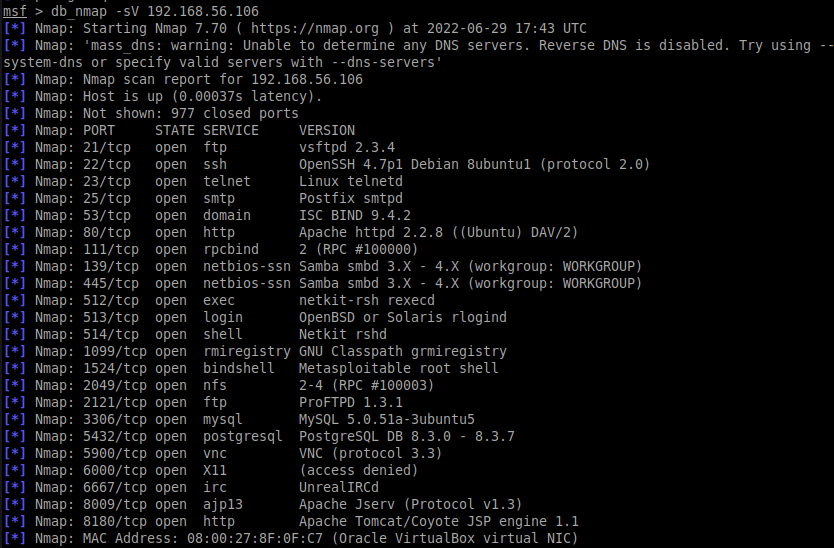 msf > db_nmap -sV 192.168.56.106
[*] Nmap: Starting Nmap 7.70 ( https://nmap.org ) at 2022-06-29 17:43 UTC
[*] Nmap: 'mass_dns: warning: Unable to determine any DNS servers. Reverse DNS is disabled. Try using --
system-dns or specify valid servers with --dns-servers'
[*] Nmap: Nmap scan report for 192.168.56.106
[*] Nmap: Host is up (0.00037s latency).
[*] Nmap: Not shown: 977 closed ports
[*] Nmap: PORT     STATE SERVICE     VERSION
[*] Nmap: 21/tcp   open  ftp         vsftpd 2.3.4
[*] Nmap: 22/tcp   open  ssh         OpenSSH 4.7p1 Debian 8ubuntu1 (protocol 2.0)
[*] Nmap: 23/tcp   open  telnet      Linux telnetd
[*] Nmap: 25/tcp   open  smtp        Postfix smtpd
[*] Nmap: 53/tcp   open  domain      ISC BIND 9.4.2
[*] Nmap: 80/tcp   open  http        Apache httpd 2.2.8 ((Ubuntu) DAV/2)
[*] Nmap: 111/tcp  open  rpcbind     2 (RPC #100000)
[*] Nmap: 139/tcp  open  netbios-ssn Samba smbd 3.X - 4.X (workgroup: WORKGROUP)
[*] Nmap: 445/tcp  open  netbios-ssn Samba smbd 3.X - 4.X (workgroup: WORKGROUP)
[*] Nmap: 512/tcp  open  exec        netkit-rsh rexecd
[*] Nmap: 513/tcp  open  login       OpenBSD or Solaris rlogind
[*] Nmap: 514/tcp  open  shell       Netkit rshd
[*] Nmap: 1099/tcp open  rmiregistry GNU Classpath grmiregistry
[*] Nmap: 1524/tcp open  bindshell   Metasploitable root shell
[*] Nmap: 2049/tcp open  nfs         2-4 (RPC #100003)
[*] Nmap: 2121/tcp open  ftp         ProFTPD 1.3.1
[*] Nmap: 3306/tcp open  mysql       MySQL 5.0.51a-3ubuntu5
[*] Nmap: 5432/tcp open  postgresql  PostgreSQL DB 8.3.0 - 8.3.7
[*] Nmap: 5900/tcp open  vnc         VNC (protocol 3.3)
[*] Nmap: 6000/tcp open  X11         (access denied)
[*] Nmap: 6667/tcp open  irc         UnrealIRCd
[*] Nmap: 8009/tcp open  ajp13       Apache Jserv (Protocol v1.3)
[*] Nmap: 8180/tcp open  http        Apache Tomcat/Coyote JSP engine 1.1
[*] Nmap: MAC Address: 08:00:27:8F:0F:C7 (Oracle VirtualBox virtual NIC)